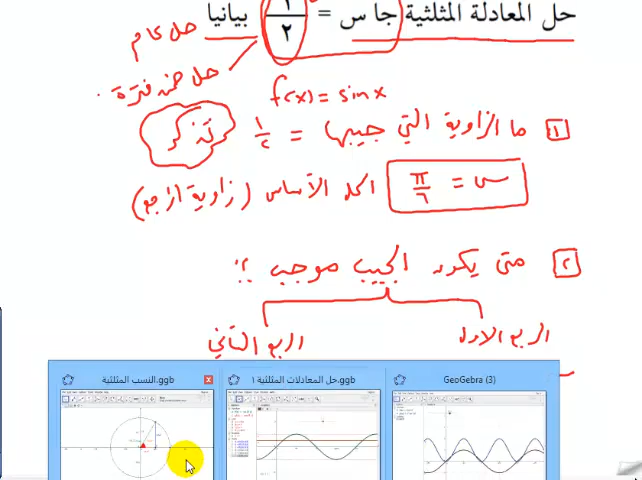 حل المعادلة المثلثية جا س = ١/٢ بيانيا
حل عام
حل ضمن فترة
f(x) = sin x
١ ما الزاوية التي جيبها = ١/٢ تذكر
س = π/٦ الحل الأساسي (زاوية المرجع)
٢ متى يكون الجيب موجب ؟؟
الربع الأول
الربع الثاني
النسب المثلثية.ggb
حل المعادلات المثلثية ١.ggb
GeoGebra (3)